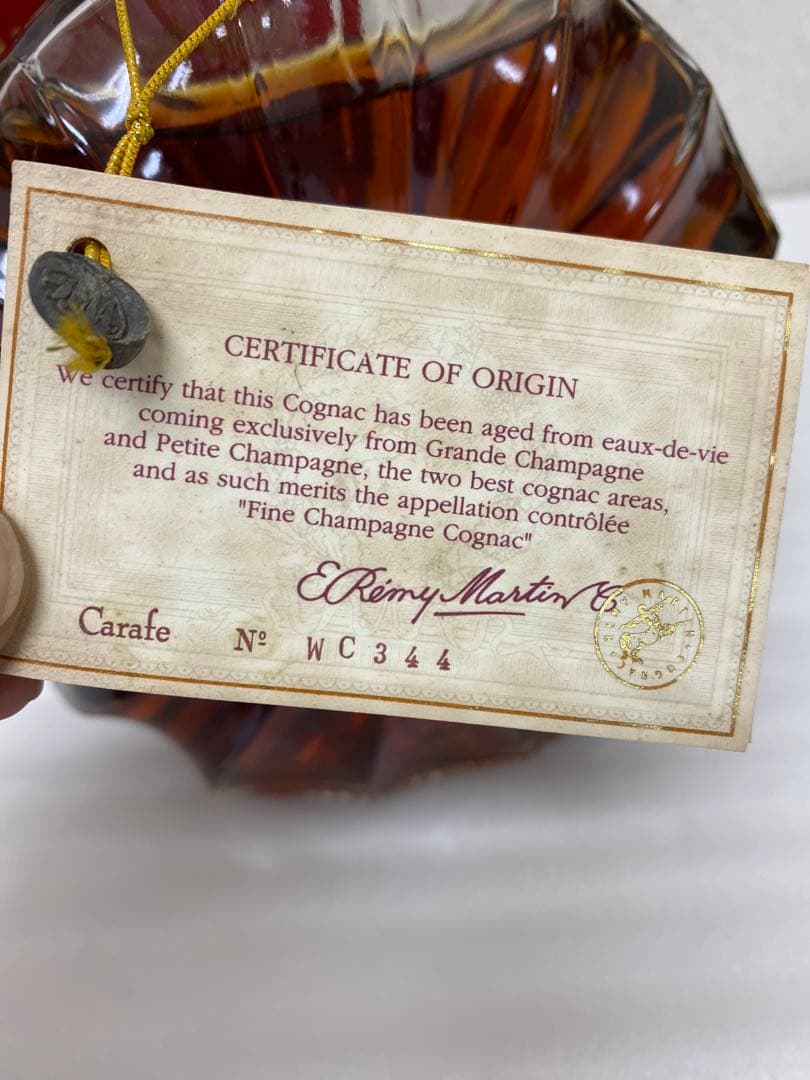 CERTIFICATE OF ORIGIN
We certify that this Cognac has been aged from eaux-de-vie
coming exclusively from Grande Champagne
and Petite Champagne, the two best cognac areas,
and as such merits the appellation contrôlée
"Fine Champagne Cognac"
E. Rémy Martin & Co
Carafe Nº WC344